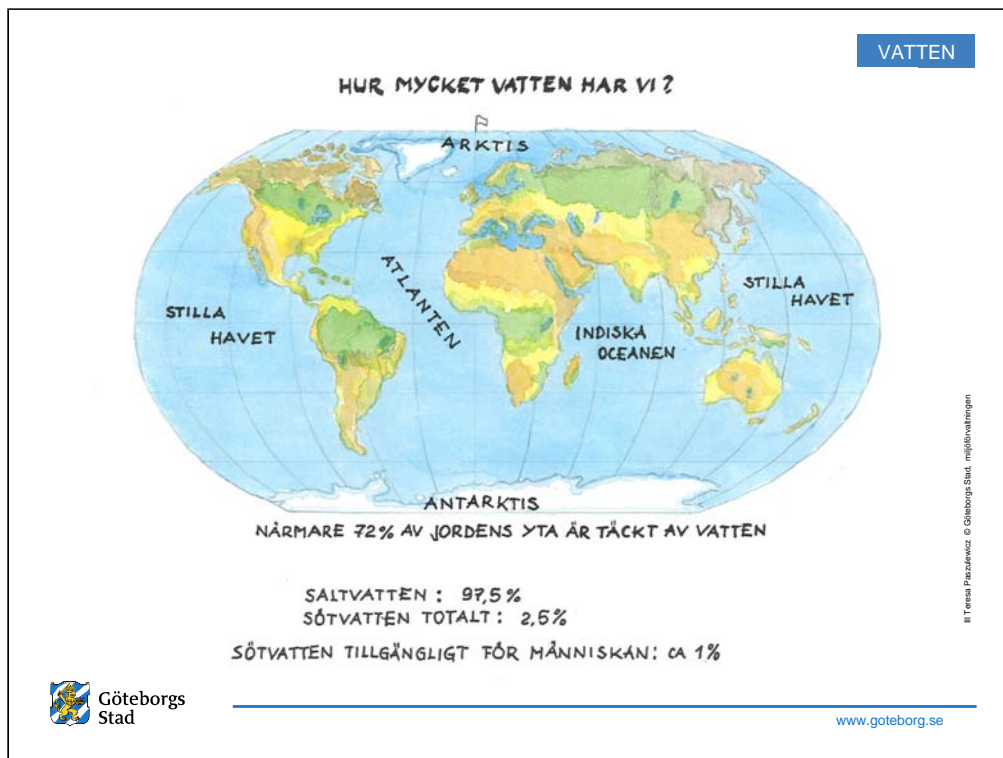 VATTEN
HUR MYCKET VATTEN HAR VI?
ARKTIS
ATLANTEN
STILLA
HAVET
STILLA
HAVET
INDISKA
OCEANEN
ANTARKTIS
NÄRMARE 72% AV JORDENS YTA ÄR TÄCKT AV VATTEN
SALTVATTEN: 97,5%
SÖTVATTEN TOTALT: 2,5%
SÖTVATTEN TILLGÄNGLIGT FÖR MÄNNISKAN: CA 1%
Ill Teresa Paszulewicz © Göteborgs Stad, miljöförvaltningen
Göteborgs
Stad
www.goteborg.se